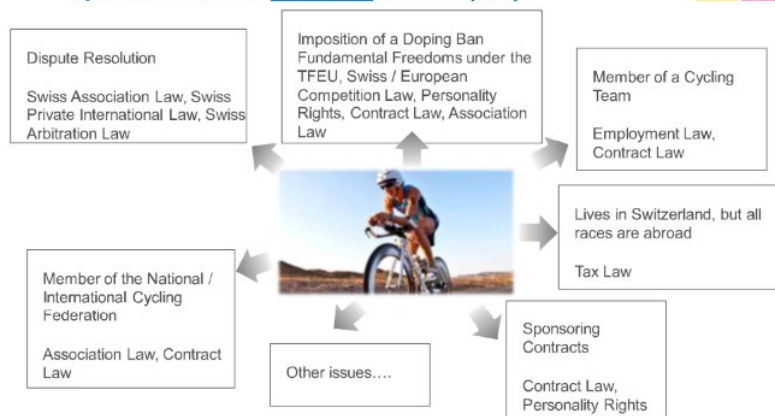 Dispute Resolution
Swiss Association Law, Swiss
Private International Law, Swiss
Arbitration Law
Imposition of a Doping Ban
Fundamental Freedoms under the
TFEU, Swiss / European
Competition Law, Personality
Rights, Contract Law, Association
Law
Member of a Cycling
Team
Employment Law,
Contract Law
Lives in Switzerland, but all
races are abroad
Tax Law
Member of the National /
International Cycling
Federation
Association Law, Contract
Law
Other issues….
Sponsoring
Contracts
Contract Law,
Personality Rights